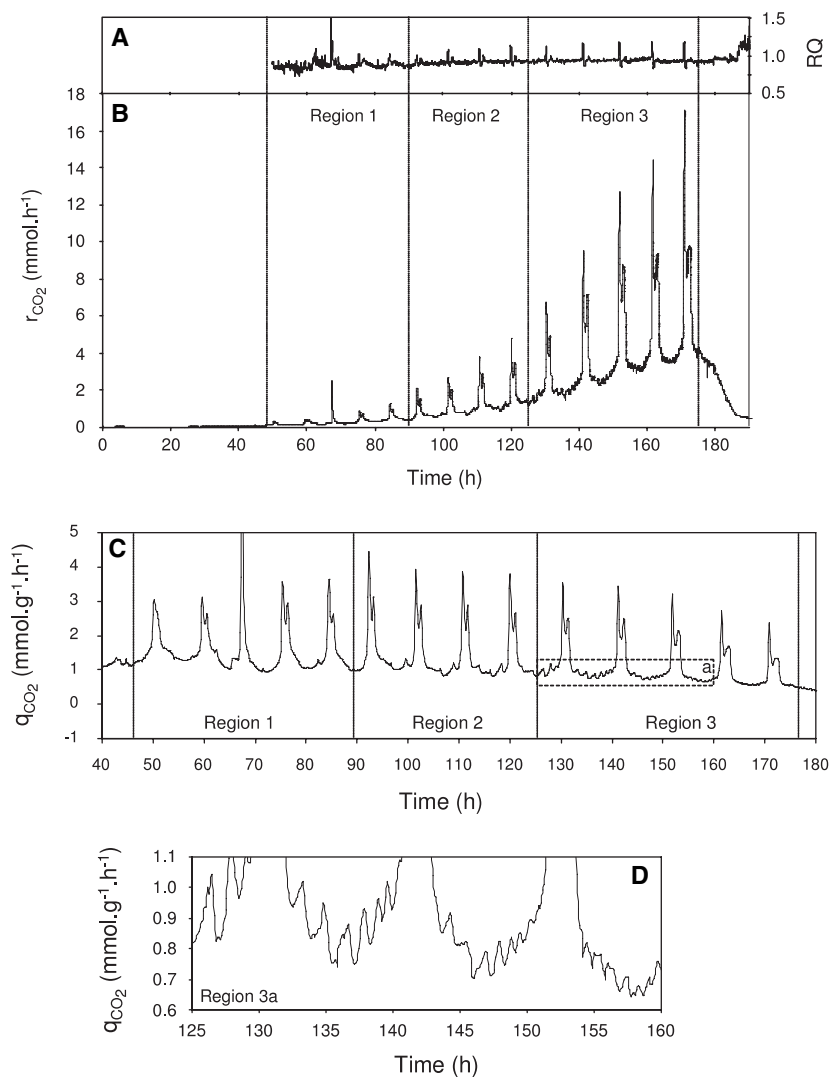 A
1.5
1.0
0.5
RQ
B
Region 1 Region 2 Region 3
18
16
14
12
10
8
6
4
2
0
rCO2 (mmol.h-1)
0 20 40 60 80 100 120 140 160 180
Time (h)
C
5
4
3
2
1
0
-1
qCO2 (mmol.g-1.h-1)
a
Region 1 Region 2 Region 3
40 50 60 70 80 90 100 110 120 130 140 150 160 170 180
Time (h)
D
1.1
1.0
0.9
0.8
0.7
0.6
qCO2 (mmol.g-1.h-1)
Region 3a
125 130 135 140 145 150 155 160
Time (h)